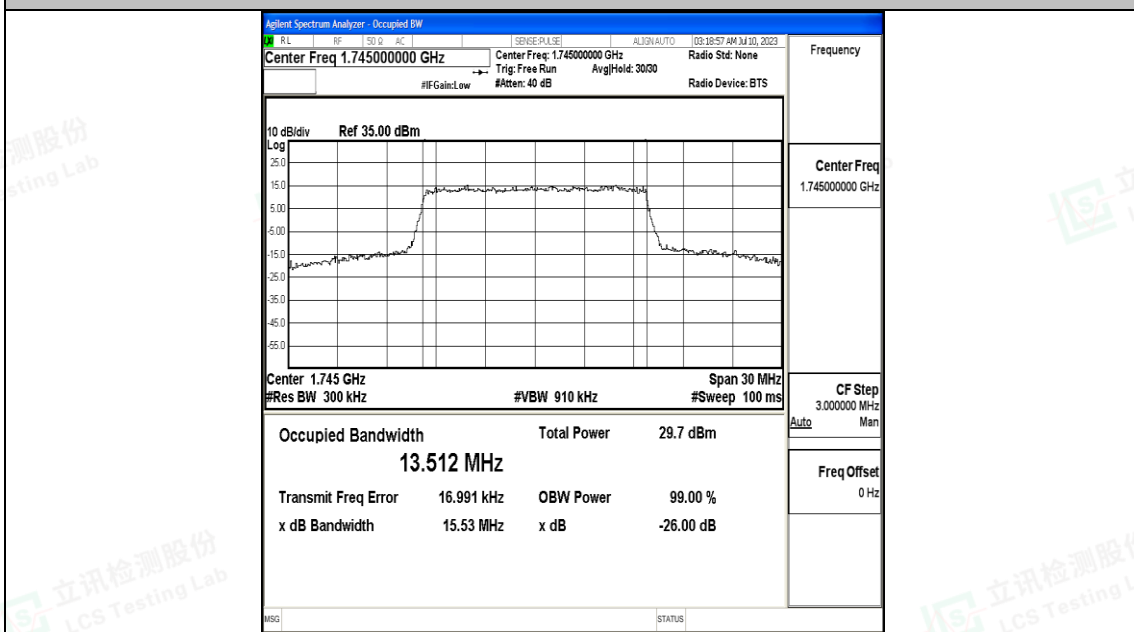 Agilent Spectrum Analyzer - Occupied BW
RL RF 50 Ω AC SENSE:PULSE ALIGN AUTO 03:18:57 AM Jul 10, 2023
Center Freq 1.745000000 GHz
Center Freq: 1.745000000 GHz
Radio Std: None
Trig: Free Run Avg|Hold: 30/30
#IFGain:Low
#Atten: 40 dB
Radio Device: BTS
10 dB/div Ref 35.00 dBm
Log
25.0
15.0
5.00
-5.00
-15.0
-25.0
-35.0
-45.0
-55.0
Center 1.745 GHz Span 30 MHz
#Res BW 300 kHz #VBW 910 kHz #Sweep 100 ms
Occupied Bandwidth Total Power 29.7 dBm
13.512 MHz
Transmit Freq Error 16.991 kHz OBW Power 99.00 %
x dB Bandwidth 15.53 MHz x dB -26.00 dB
MSG STATUS
Frequency
Center Freq
1.745000000 GHz
CF Step
3.000000 MHz
Auto Man
Freq Offset
0 Hz
立讯检测股份
LCS Testing Lab
立讯检测股份
LCS Testing L
测股份
sting Lab
立
LCS